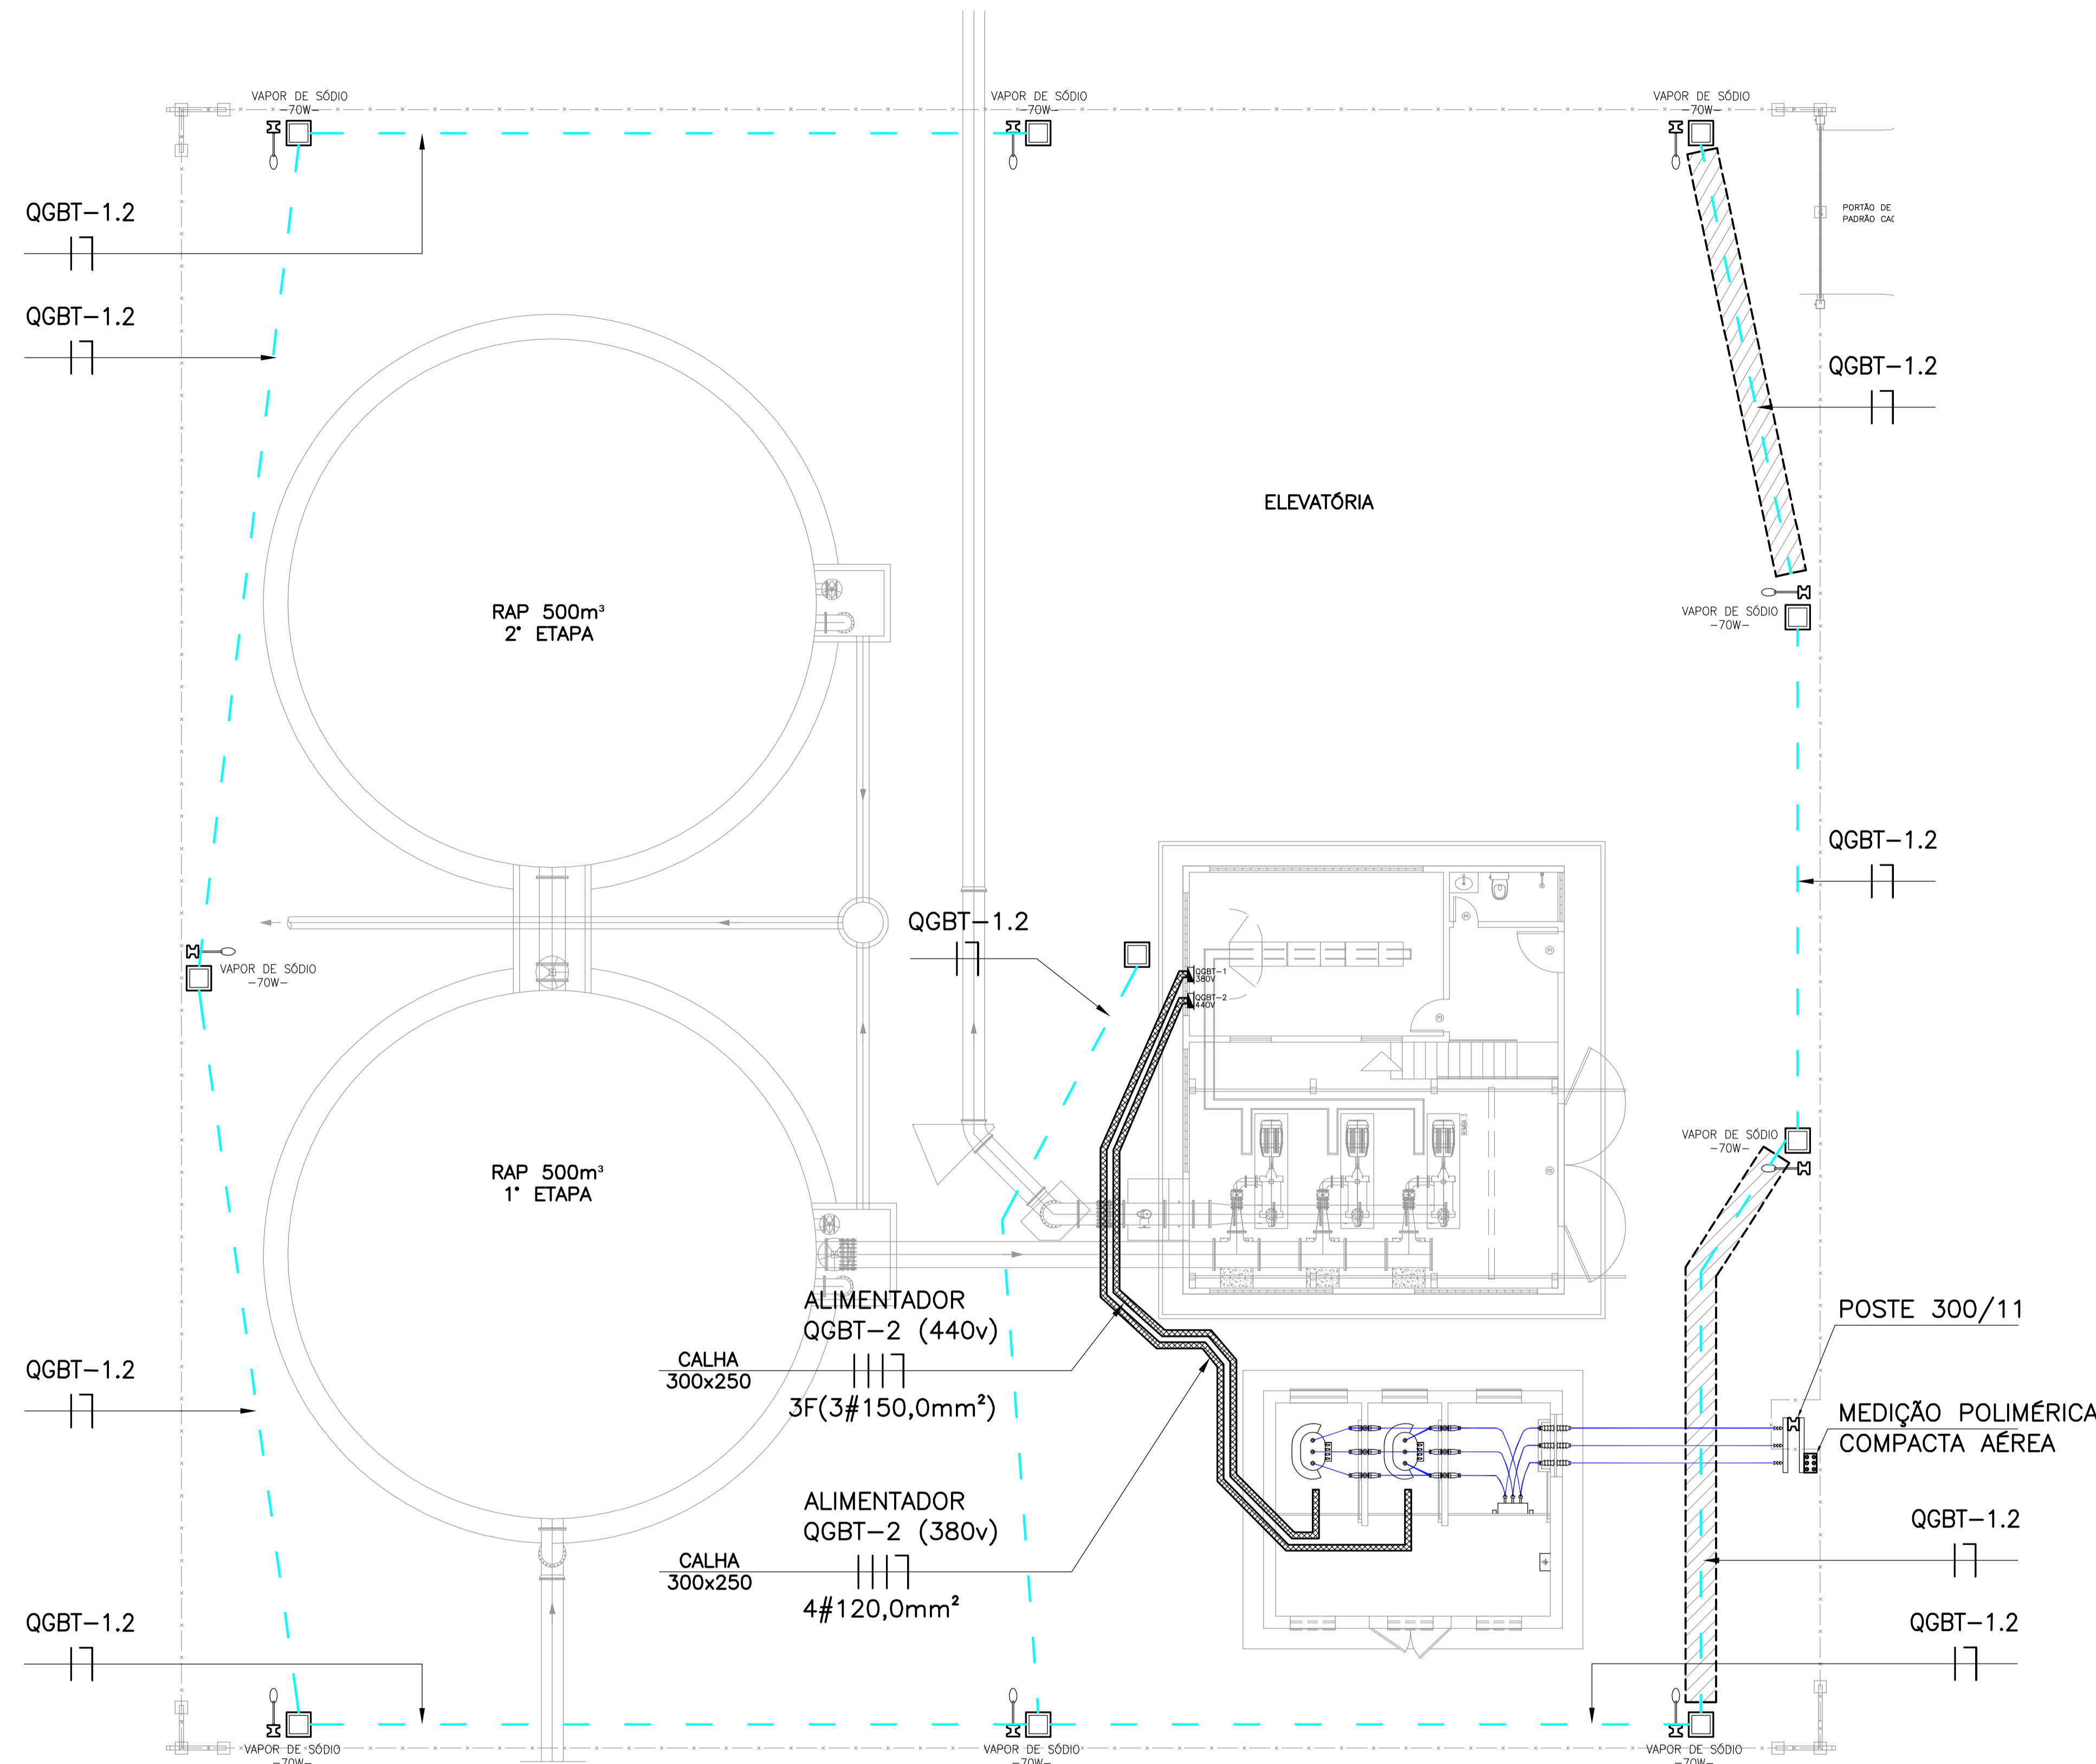 VAPOR DE SÓDIO
-70W-
VAPOR DE SÓDIO
-70W-
VAPOR DE SÓDIO
-70W-
QGBT-1.2
PORTÃO DE
PADRÃO
QGBT-1.2
QGBT-1.2
ELEVATÓRIA
RAP 500m³
2° ETAPA
VAPOR DE SÓDIO
-70W-
QGBT-1.2
QGBT-1.2
VAPOR DE SÓDIO
-70W-
QGBT-1
380V
QGBT-2
440V
BOMBA 3
VAPOR DE SÓDIO
-70W-
RAP 500m³
1° ETAPA
ALIMENTADOR
QGBT-2 (440v)
CALHA
300x250
3F(3#150,0mm²)
POSTE 300/11
QGBT-1.2
MEDIÇÃO POLIMÉRICA
COMPACTA AÉREA
ALIMENTADOR
QGBT-2 (380v)
CALHA
300x250
4#120,0mm²
QGBT-1.2
QGBT-1.2
QGBT-1.2
VAPOR DE SÓDIO
-70W-
VAPOR DE SÓDIO
-70W-
VAPOR DE SÓDIO
-70W-